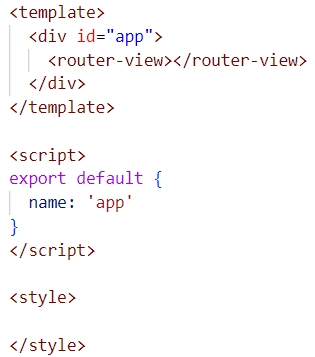 <template>
  <div id="app">
    <router-view></router-view>
  </div>
</template>

<script>
export default {
  name: 'app'
}
</script>

<style>

</style>